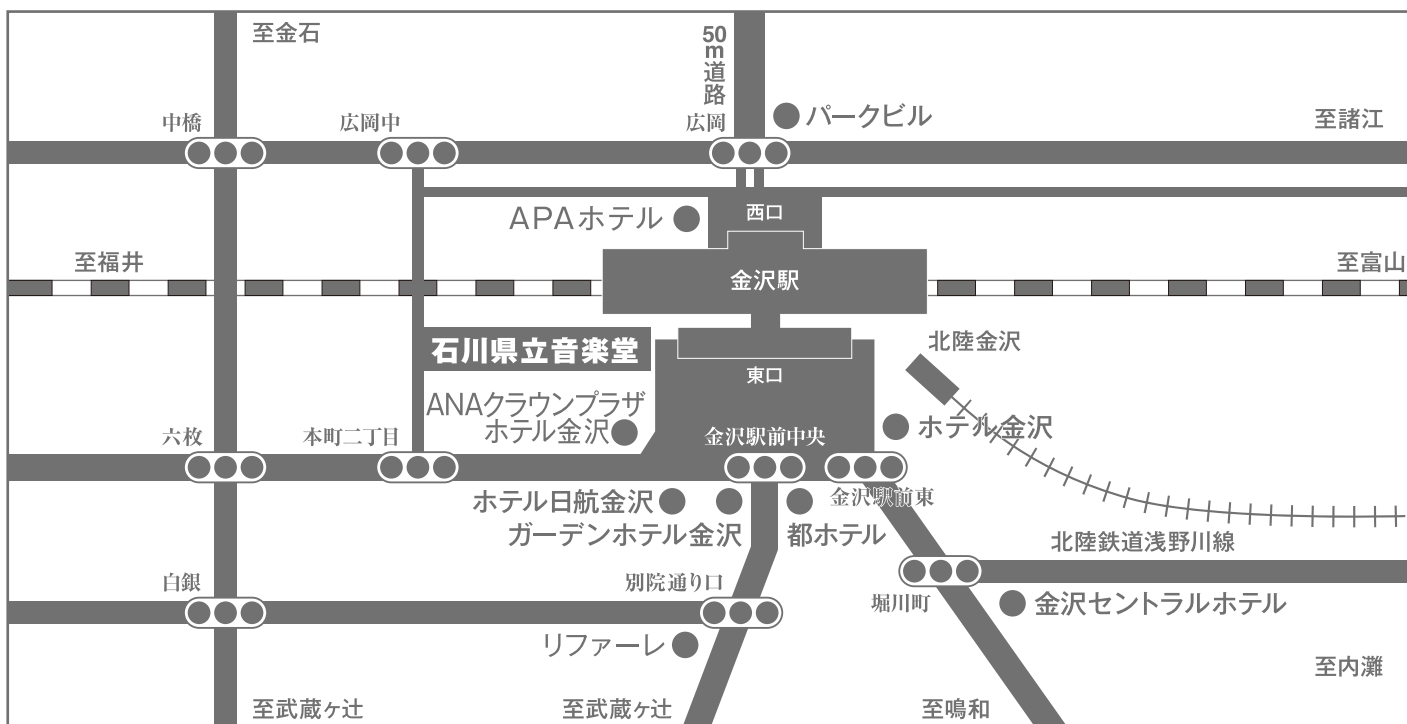 至金石
50m道路
パークビル
中橋
広岡中
広岡
至諸江
APAホテル
西口
至福井
至富山
金沢駅
石川県立音楽堂
北陸金沢
東口
ANAクラウンプラザ
ホテル金沢
ホテル金沢
六枚
本町二丁目
金沢駅前中央
ホテル日航金沢
金沢駅前東
ガーデンホテル金沢
都ホテル
北陸鉄道浅野川線
白銀
別院通り口
堀川町
金沢セントラルホテル
リファーレ
至内灘
至武蔵ヶ辻
至武蔵ヶ辻
至鳴和